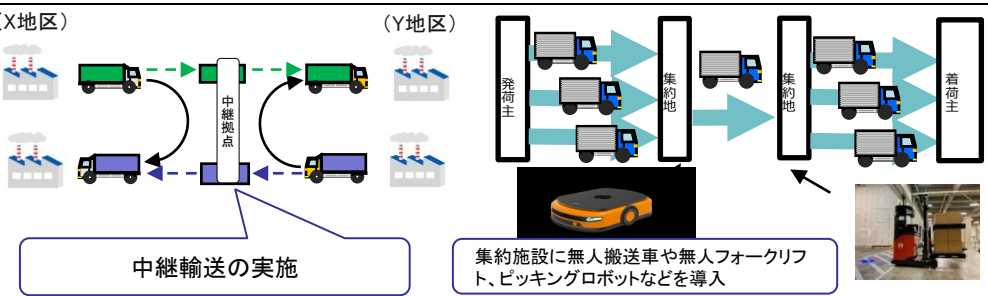 （X地区）
（Y地区）
中継拠点
中継輸送の実施
発荷主
集約地
集約地
着荷主
集約施設に無人搬送車や無人フォークリフ
ト、ピッキングロボットなどを導入